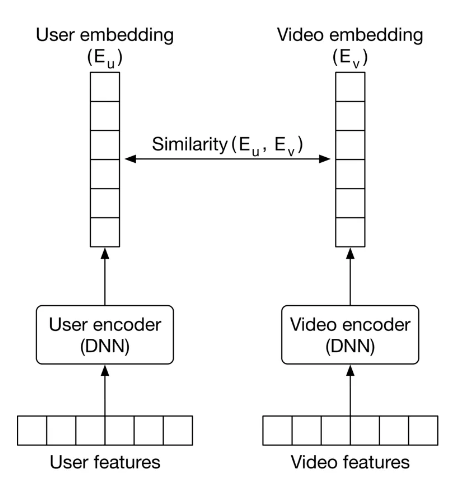 User embedding
(E_u)
Video embedding
(E_v)
Similarity (E_u, E_v)
User encoder
(DNN)
Video encoder
(DNN)
User features
Video features